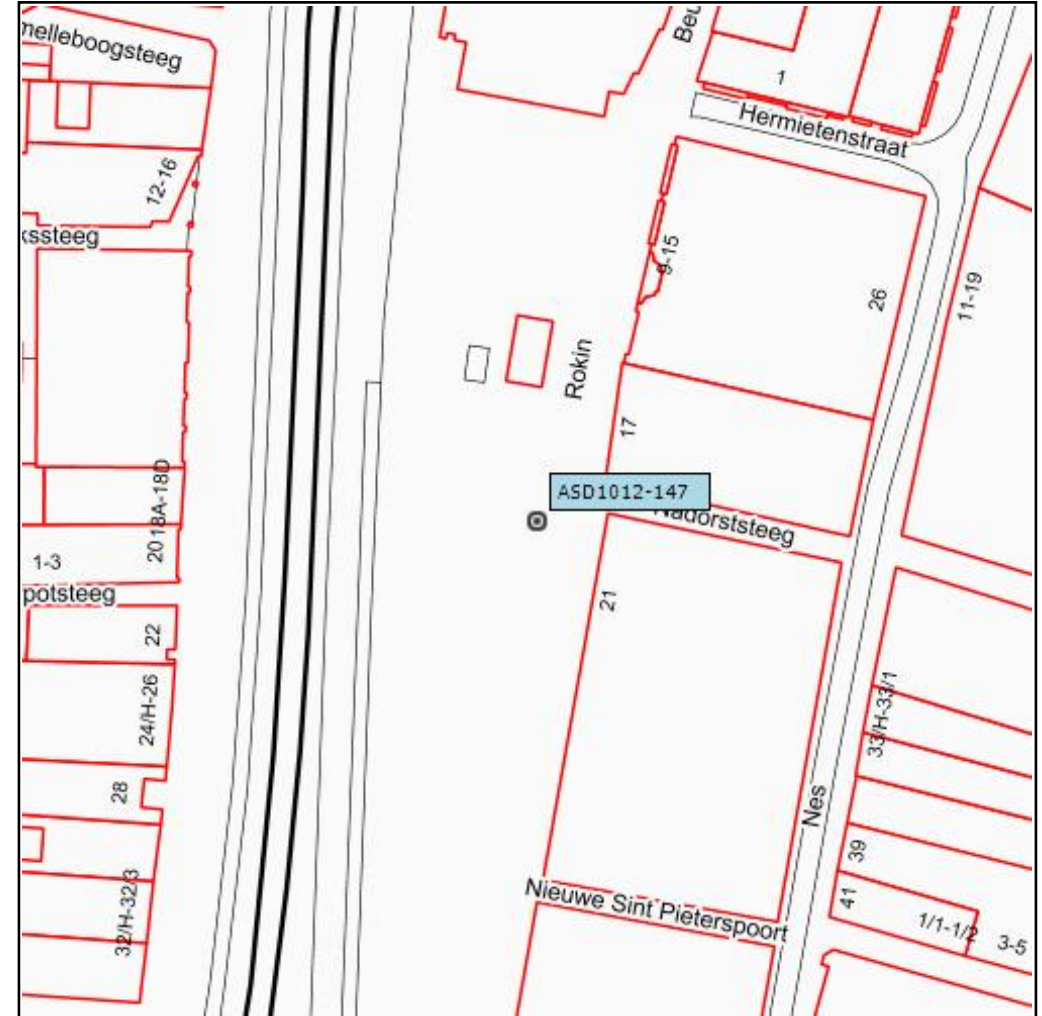 melleboogsteeg
Beu
1
Hermietenstraat
12-16
kssteeg
9-15
26
11-19
Rokin
17
18A-18D
ASD1012-147
Nadorststeeg
20
1-3
potsteeg
21
22
24/H-26
33/H-33/1
28
Nes
39
Nieuwe Sint Pieterspoort
41
1/1-1/2
3-5
32/H-32/3